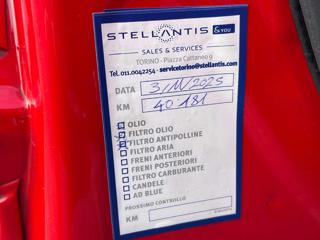 STELLANTIS &YOU
SALES & SERVICES
TORINO - Piazza Cattaneo 9
Tel. 011.0042254 - servicetorino@stellantis.com
DATA 3/11/2025
KM 40181
OLIO
FILTRO OLIO
FILTRO ANTIPOLLINE
FILTRO ARIA
FRENI ANTERIORI
FRENI POSTERIORI
FILTRO CARBURANTE
CANDELE
AD BLUE
PROSSIMO CONTROLLO
KM